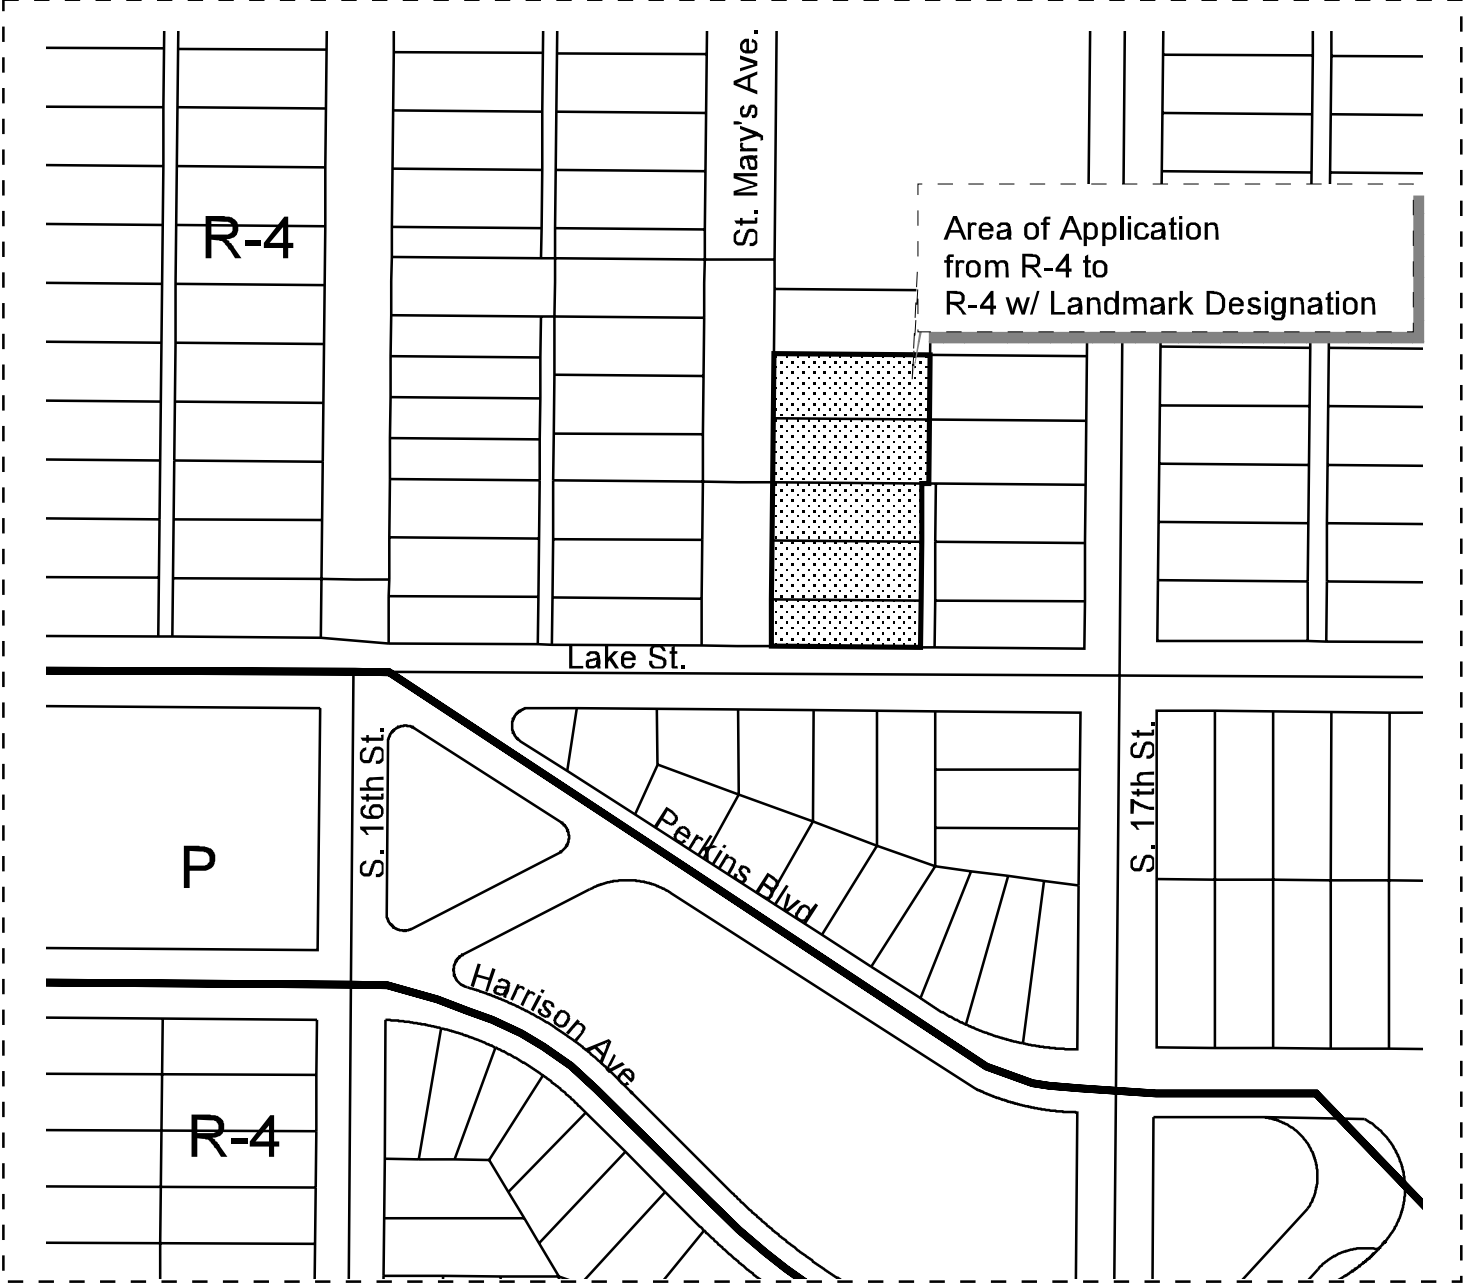 St. Mary's Ave.
R-4
Area of Application
from R-4 to
R-4 w/ Landmark Designation
Lake St.
S. 16th St.
S. 17th St.
Perkins Blvd
P
Harrison Ave
R-4